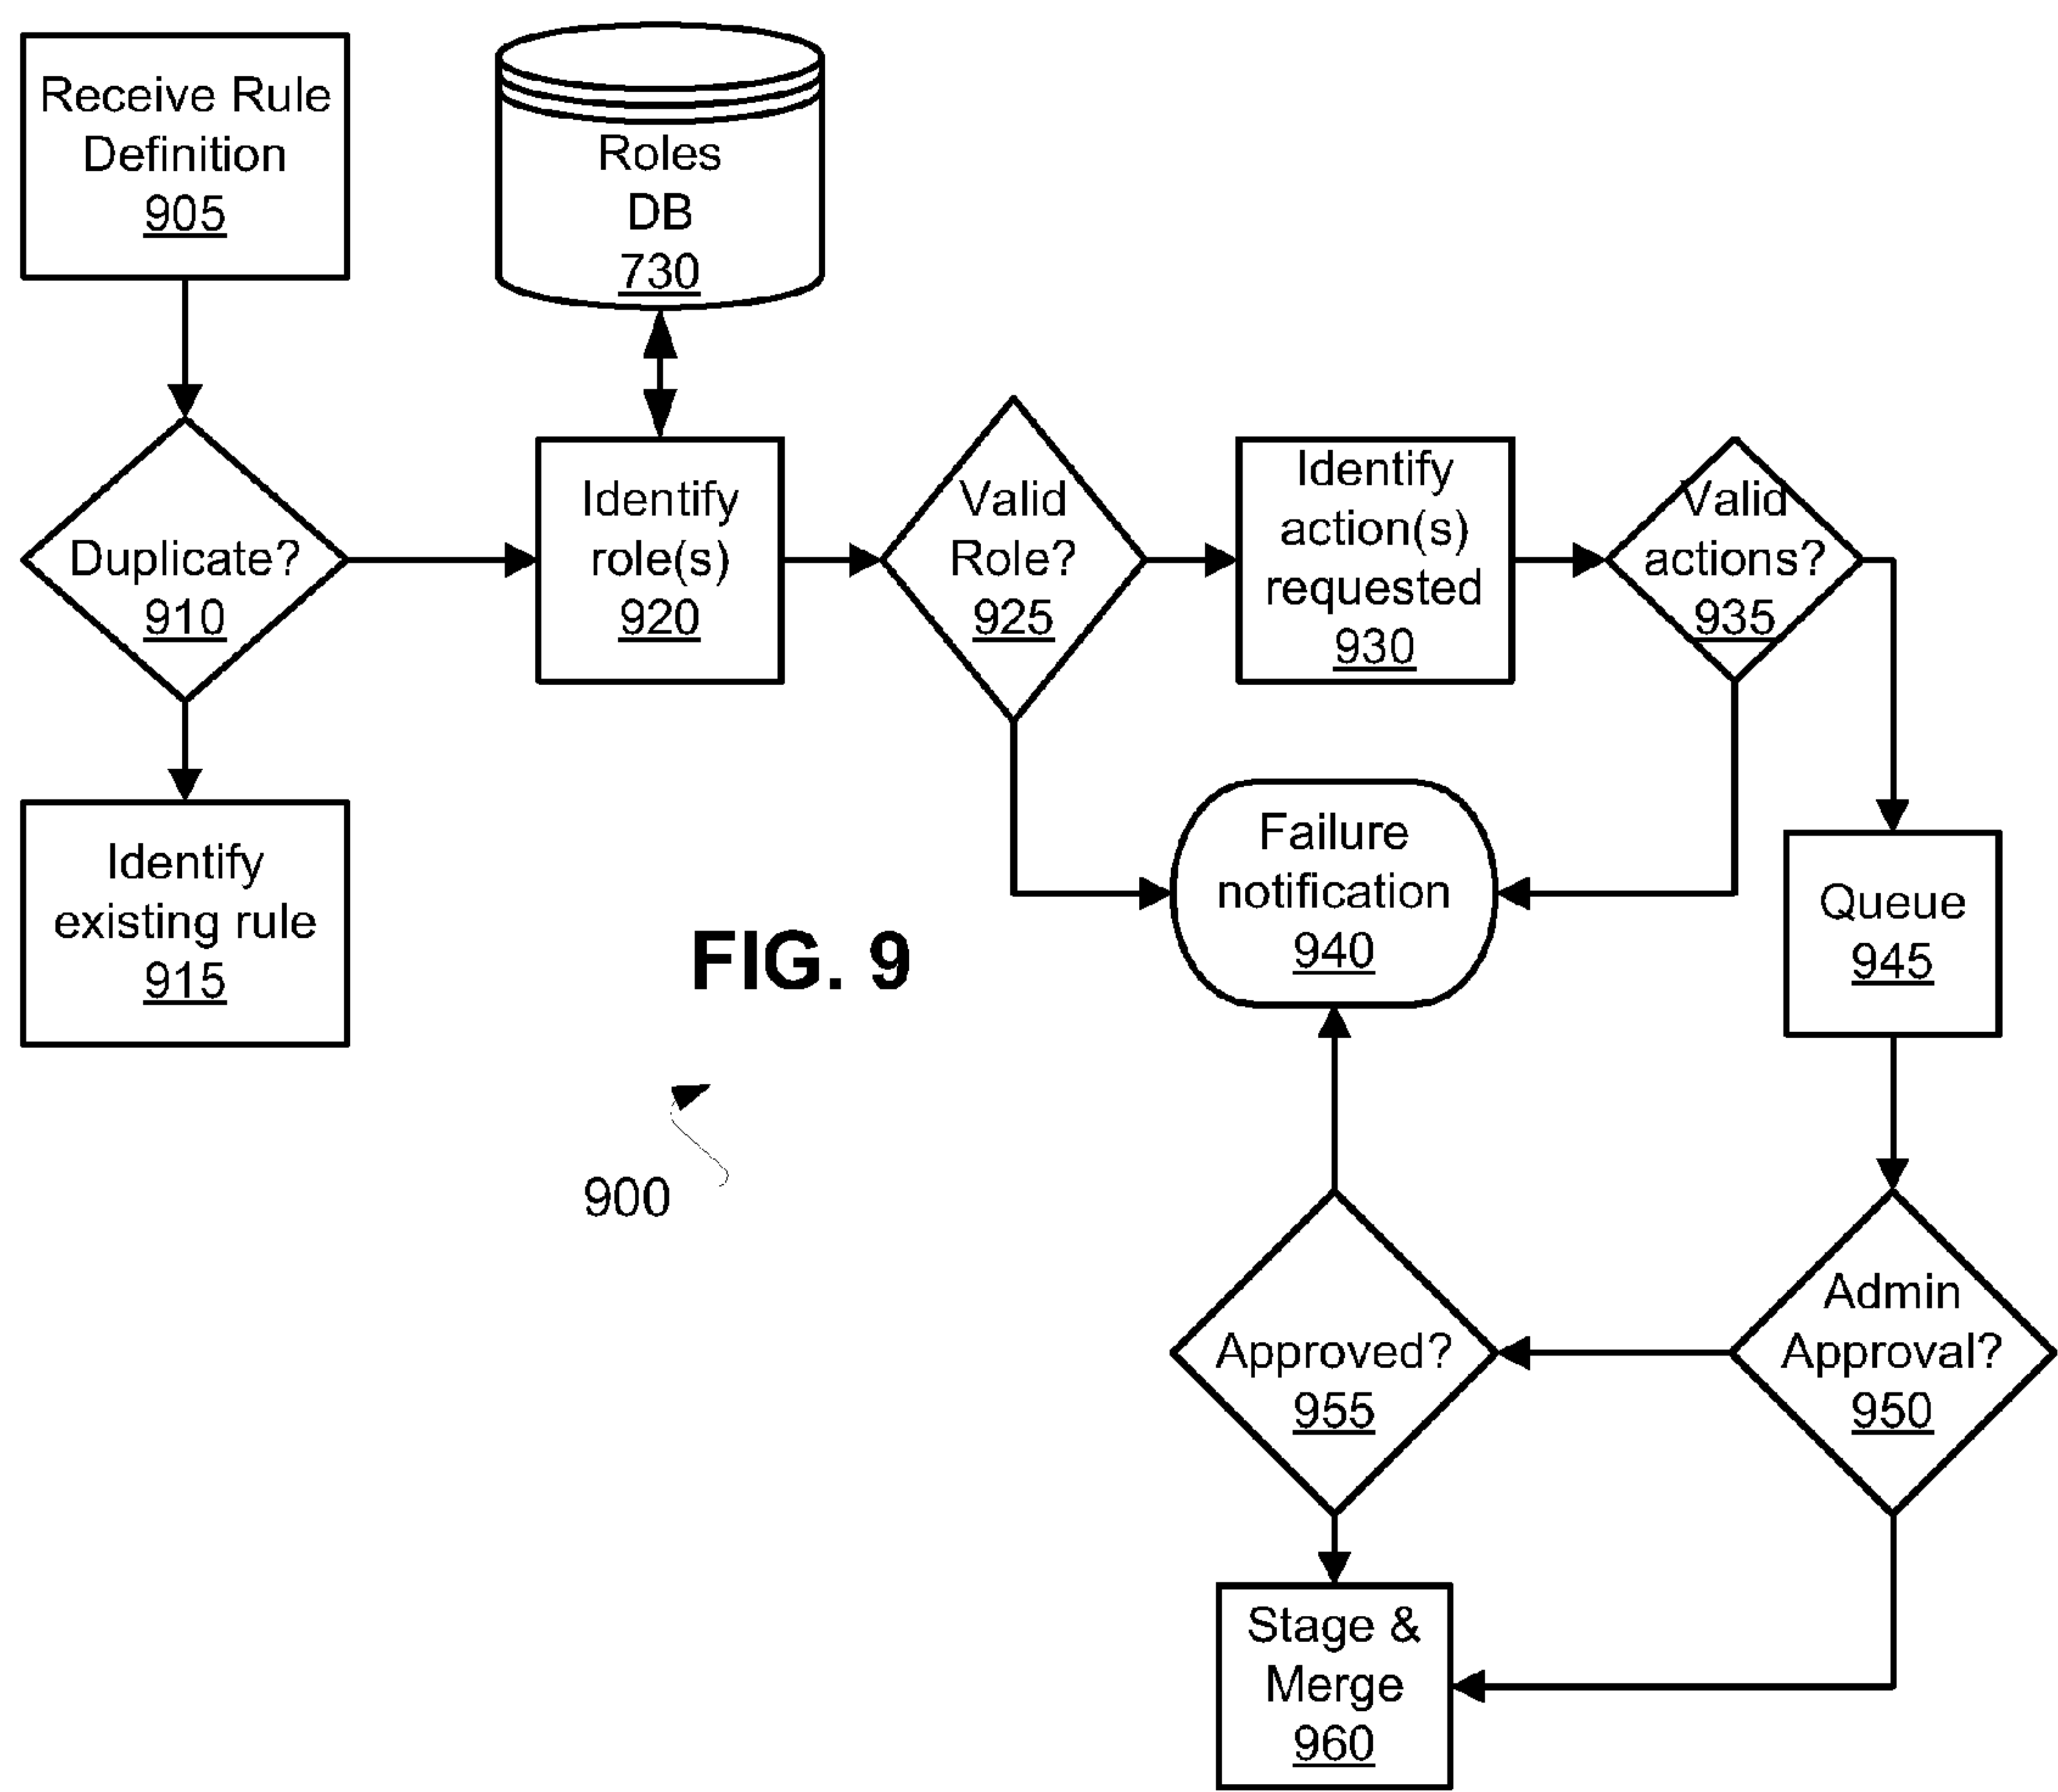 Receive Rule
Definition
905
Roles
DB
730
Duplicate?
910
Identify
role(s)
920
Valid
Role?
925
Identify
action(s)
requested
930
Valid
actions?
935
Identify
existing rule
915
FIG. 9
900
Failure
notification
940
Queue
945
Approved?
955
Admin
Approval?
950
Stage &
Merge
960